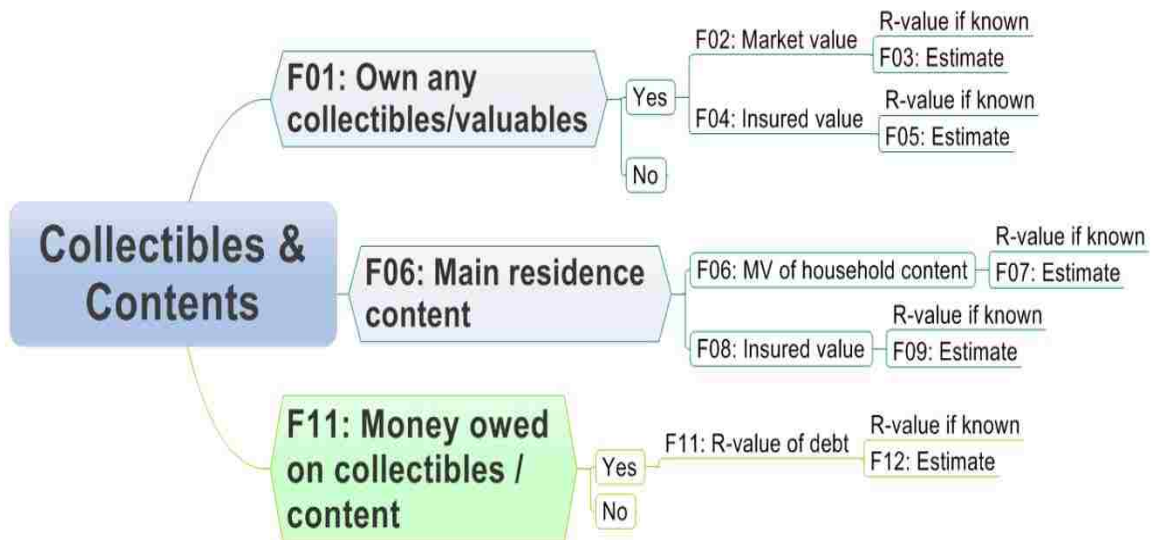 Collectibles &
Contents
F01: Own any
collectibles/valuables
Yes
F02: Market value
R-value if known
F03: Estimate
F04: Insured value
R-value if known
F05: Estimate
No
F06: Main residence
content
F06: MV of household content
R-value if known
F07: Estimate
F08: Insured value
R-value if known
F09: Estimate
F11: Money owed
on collectibles /
content
Yes
F11: R-value of debt
R-value if known
F12: Estimate
No